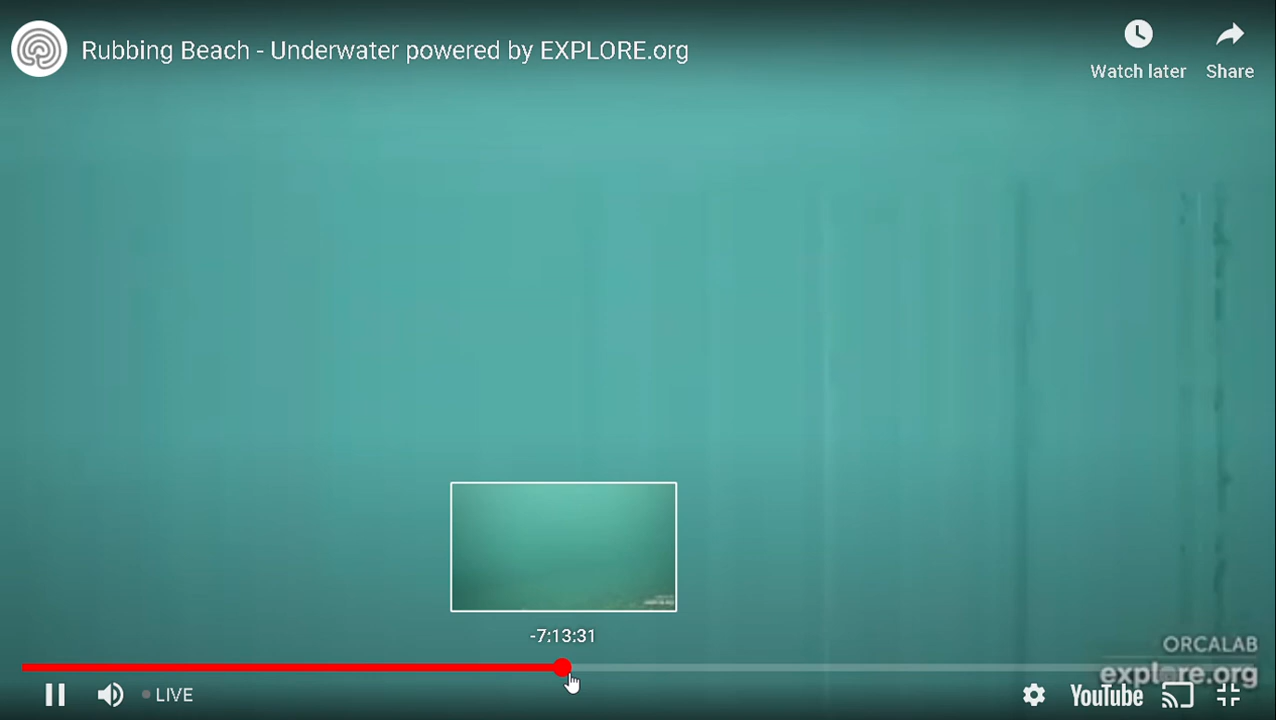 Rubbing Beach - Underwater powered by EXPLORE.org
Watch later
Share
-7:13:31
ORCALAB
explore.org
LIVE
YouTube